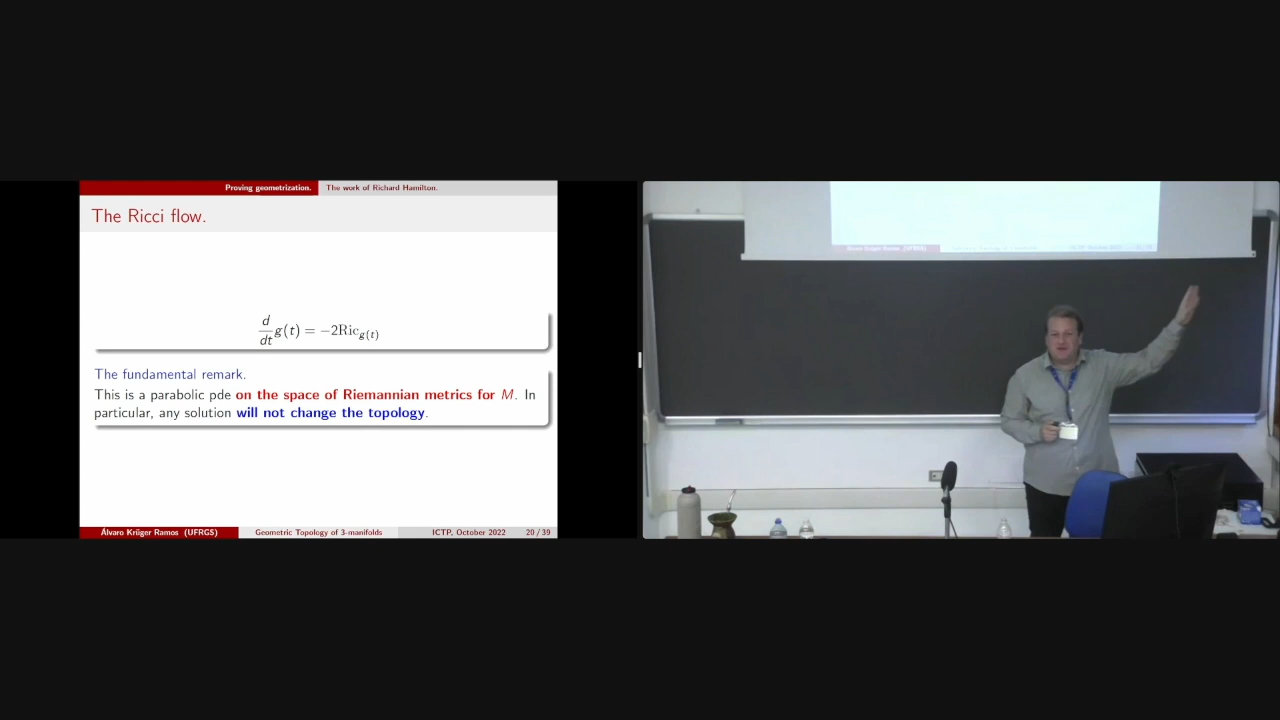 Proving geometrization. The work of Richard Hamilton.
The Ricci flow.
d/dt g(t) = −2Ric_{g(t)}
The fundamental remark.
This is a parabolic pde on the space of Riemannian metrics for M. In
particular, any solution will not change the topology.
Álvaro Krüger Ramos (UFRGS) Geometric Topology of 3-manifolds ICTP, October 2022 20 / 39